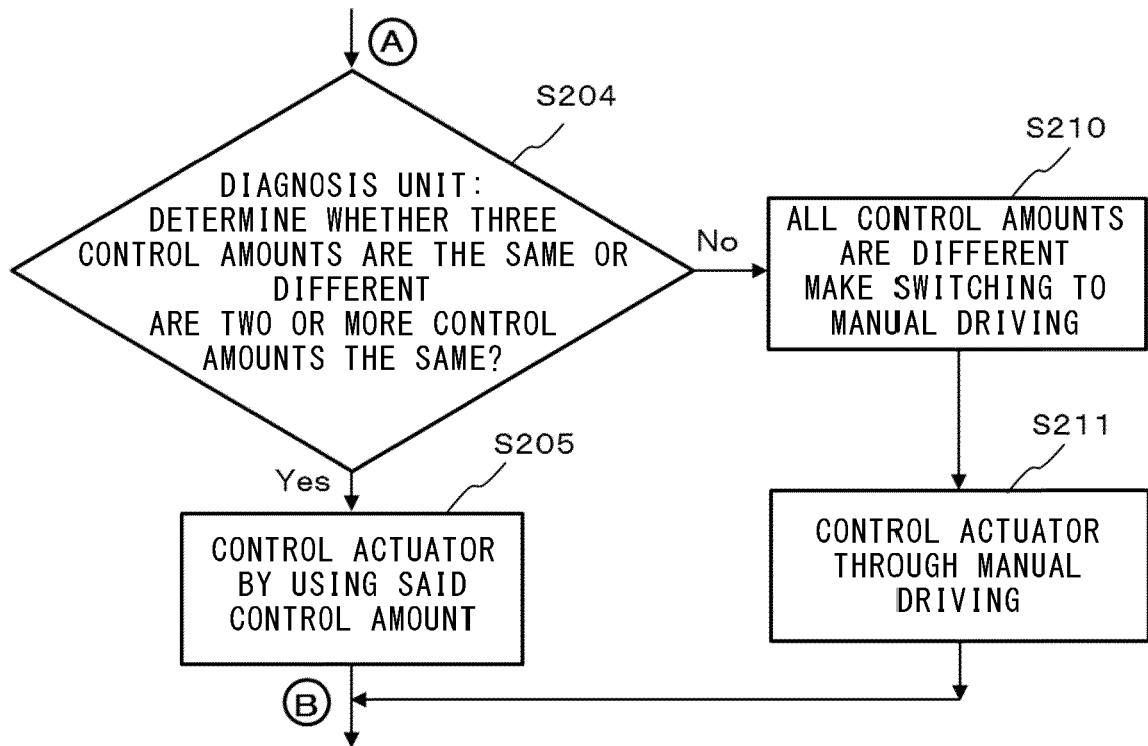 A
S204
DIAGNOSIS UNIT:
DETERMINE WHETHER THREE
CONTROL AMOUNTS ARE THE SAME OR
DIFFERENT
ARE TWO OR MORE CONTROL
AMOUNTS THE SAME?
No
S210
ALL CONTROL AMOUNTS
ARE DIFFERENT
MAKE SWITCHING TO
MANUAL DRIVING
Yes
S205
CONTROL ACTUATOR
BY USING SAID
CONTROL AMOUNT
S211
CONTROL ACTUATOR
THROUGH MANUAL
DRIVING
B